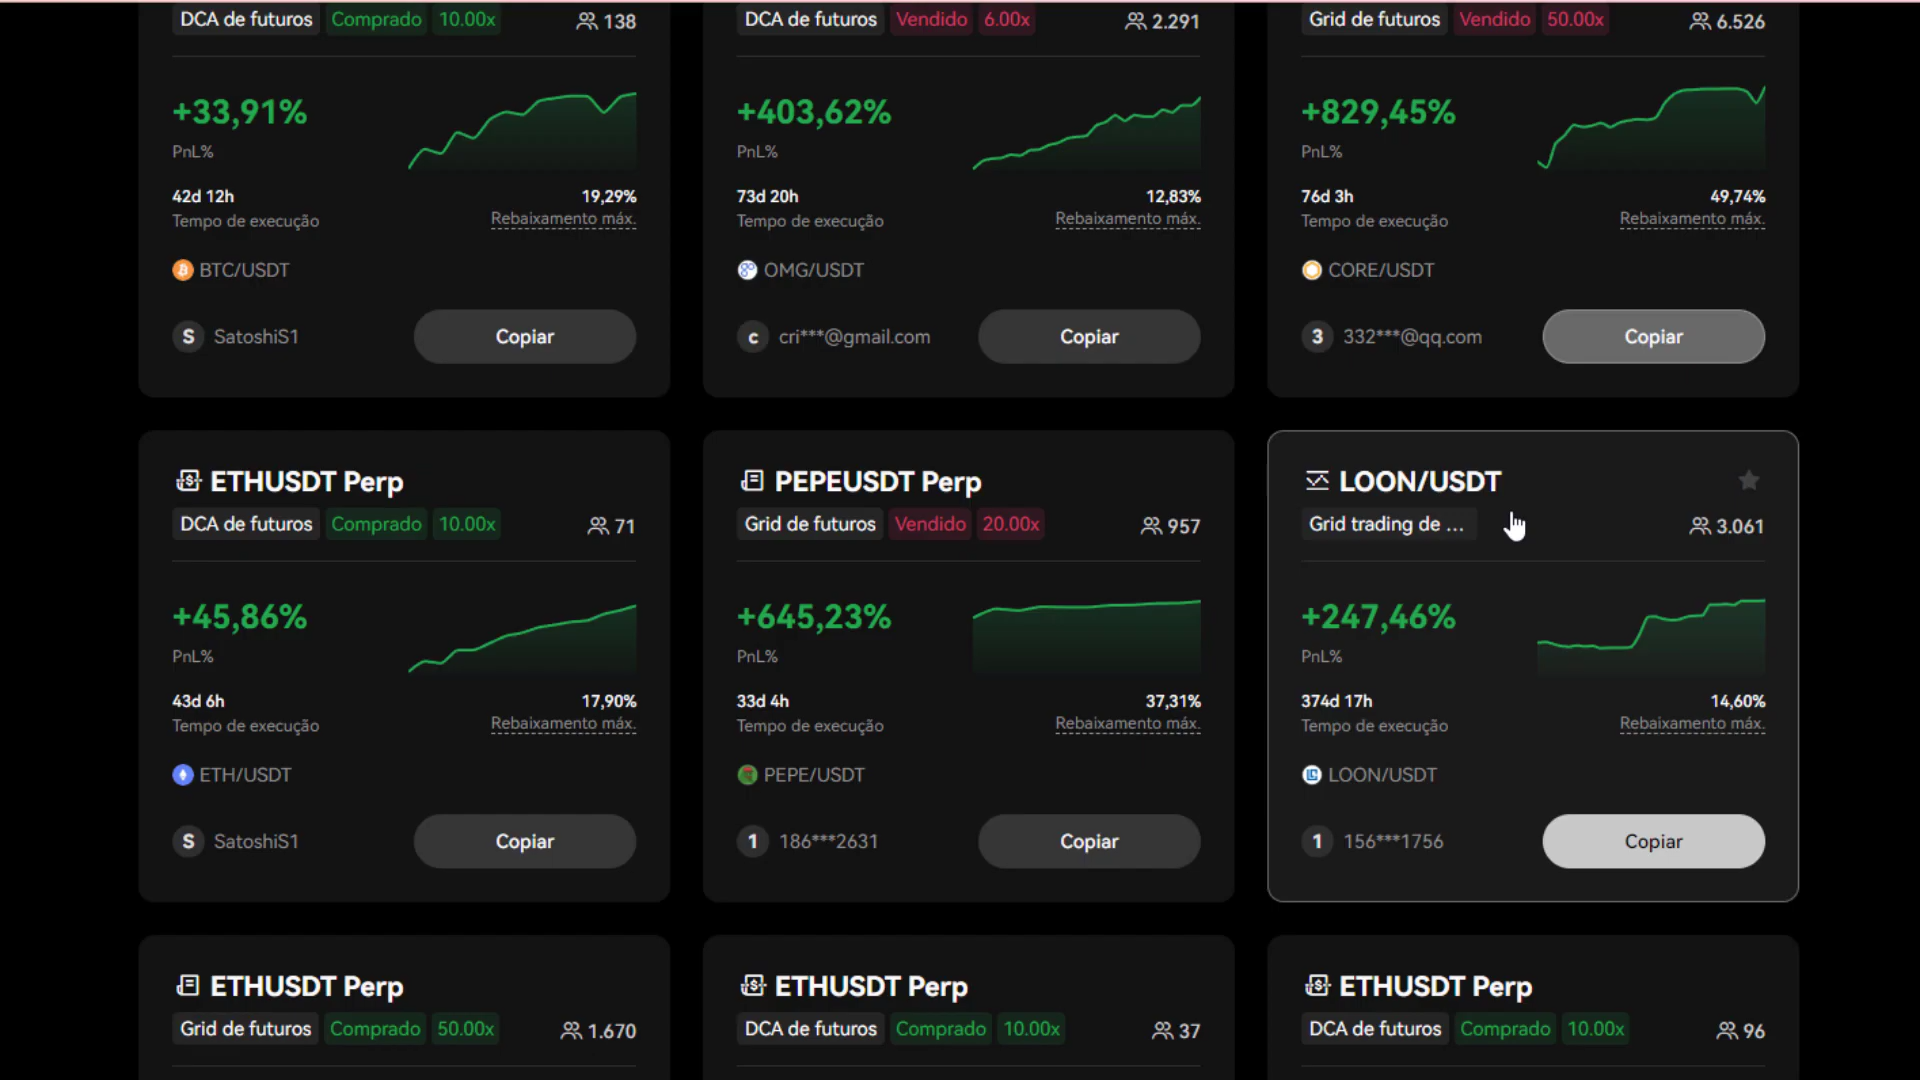 DCA de futuros Comprado 10.00x 138
+33,91%
PnL%
42d 12h 19,29%
Tempo de execução Rebaixamento máx.
BTC/USDT
S SatoshiS1 Copiar
DCA de futuros Vendido 6.00x 2.291
+403,62%
PnL%
73d 20h 12,83%
Tempo de execução Rebaixamento máx.
OMG/USDT
c cri***@gmail.com Copiar
Grid de futuros Vendido 50.00x 6.526
+829,45%
PnL%
76d 3h 49,74%
Tempo de execução Rebaixamento máx.
CORE/USDT
3 332***@qq.com Copiar
ETHUSDT Perp
DCA de futuros Comprado 10.00x 71
+45,86%
PnL%
43d 6h 17,90%
Tempo de execução Rebaixamento máx.
ETH/USDT
S SatoshiS1 Copiar
PEPEUSDT Perp
Grid de futuros Vendido 20.00x 957
+645,23%
PnL%
33d 4h 37,31%
Tempo de execução Rebaixamento máx.
PEPE/USDT
1 186***2631 Copiar
LOON/USDT
Grid trading de ... 3.061
+247,46%
PnL%
374d 17h 14,60%
Tempo de execução Rebaixamento máx.
LOON/USDT
1 156***1756 Copiar
ETHUSDT Perp
Grid de futuros Comprado 50.00x 1.670
ETHUSDT Perp
DCA de futuros Comprado 10.00x 37
ETHUSDT Perp
DCA de futuros Comprado 10.00x 96